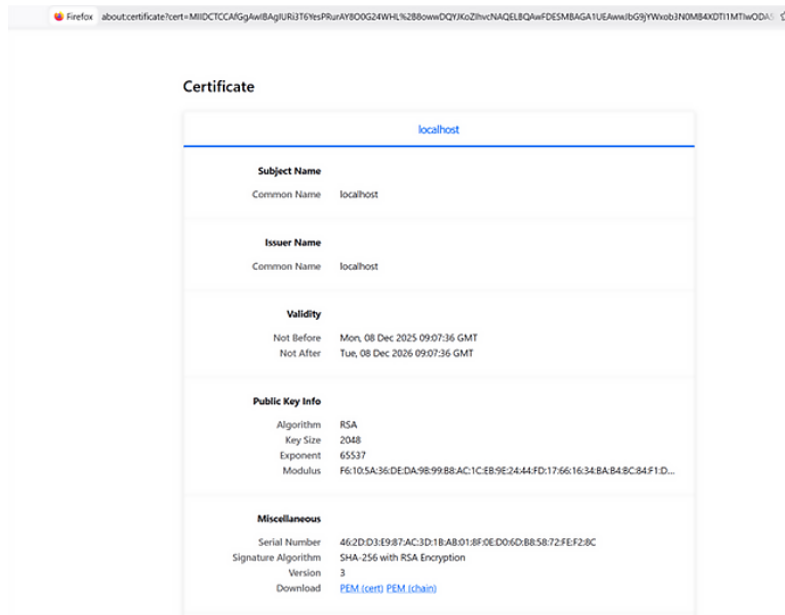 Firefox about:certificate?cert=MIIDCTCCAfGgAwIBAgIURi3T6YesPRurAY8O0G24WHL%2B8owwDQYJKoZIhvcNAQELBQAwFDESMBAGA1UEAwwJbG9jYWxob3N0MB4XDTI1MTIwODA5
Certificate
localhost
Subject Name
Common Name localhost
Issuer Name
Common Name localhost
Validity
Not Before Mon, 08 Dec 2025 09:07:36 GMT
Not After Tue, 08 Dec 2026 09:07:36 GMT
Public Key Info
Algorithm RSA
Key Size 2048
Exponent 65537
Modulus F6:10:5A:36:DE:DA:9B:99:B8:AC:1C:EB:9E:24:44:FD:17:66:16:34:BA:B4:BC:84:F1:D...
Miscellaneous
Serial Number 46:2D:D3:E9:87:AC:3D:1B:AB:01:8F:0E:D0:6D:B8:58:72:FE:F2:8C
Signature Algorithm SHA-256 with RSA Encryption
Version 3
Download PEM (cert) PEM (chain)